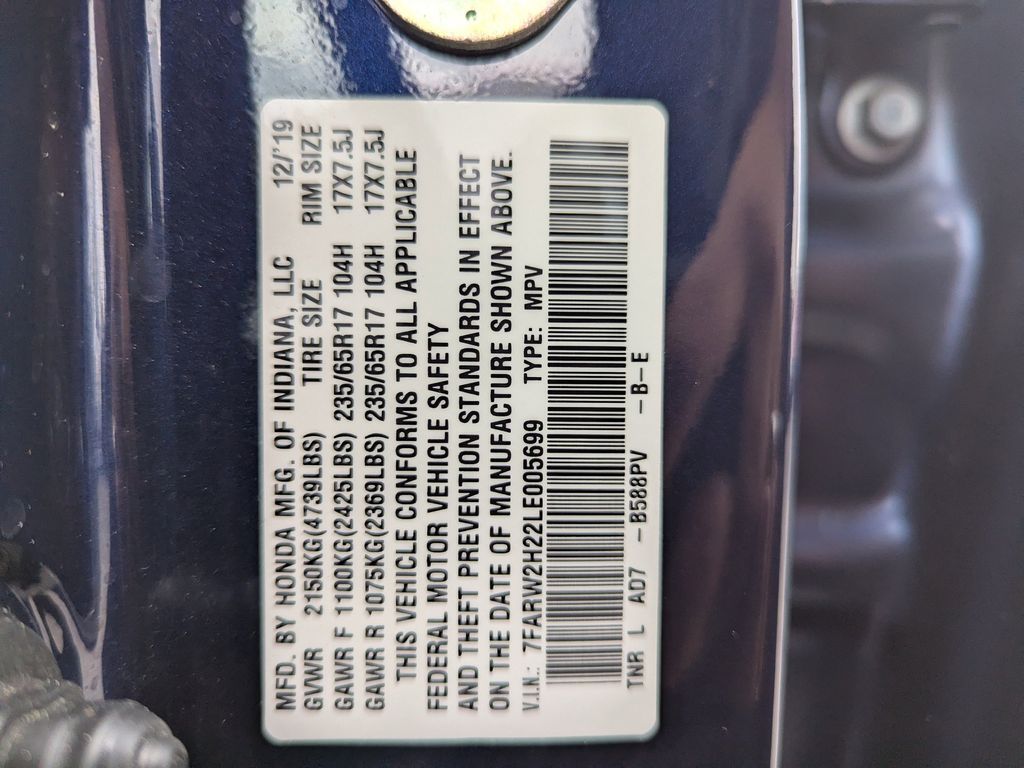 MFD. BY HONDA MFG. OF INDIANA, LLC 12/'19
GVWR 2150KG(4739LBS) TIRE SIZE RIM SIZE
GAWR F 1100KG(2425LBS) 235/65R17 104H 17X7.5J
GAWR R 1075KG(2369LBS) 235/65R17 104H 17X7.5J
THIS VEHICLE CONFORMS TO ALL APPLICABLE
FEDERAL MOTOR VEHICLE SAFETY
AND THEFT PREVENTION STANDARDS IN EFFECT
ON THE DATE OF MANUFACTURE SHOWN ABOVE.
V.I.N.: 7FARW2H22LE005699 TYPE: MPV
TNR L A07 -B588PV -B-E